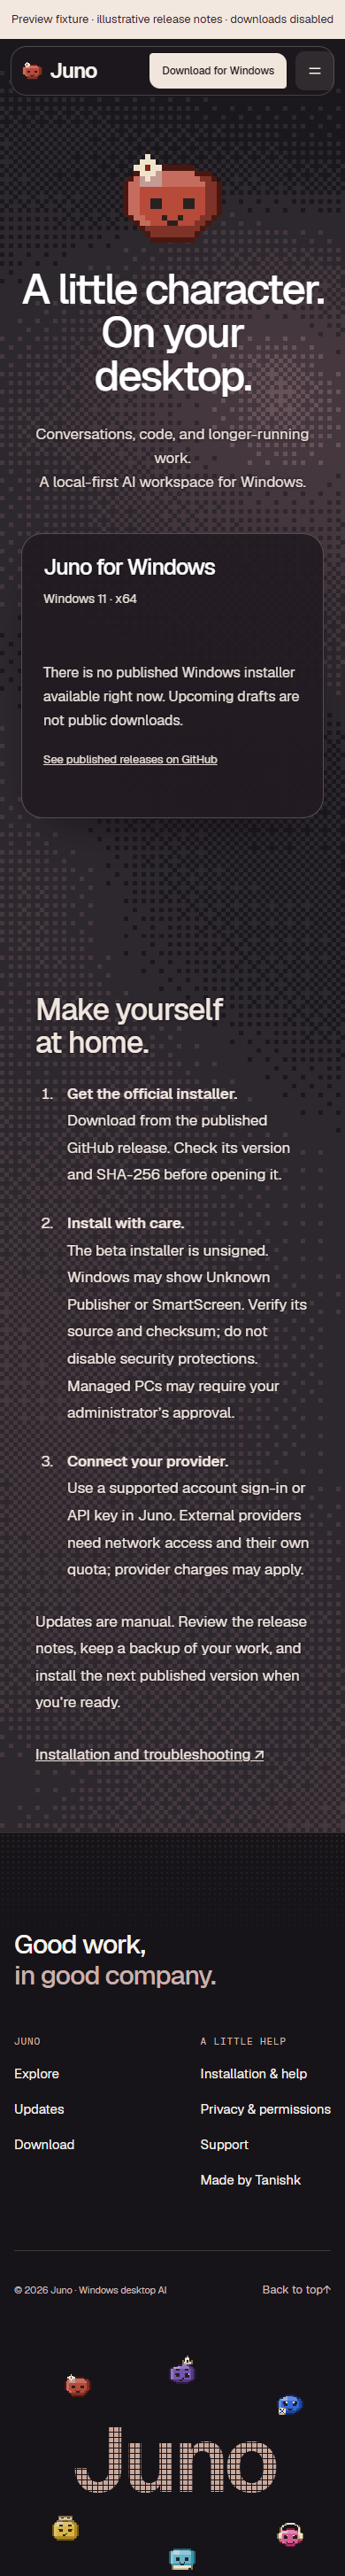 Preview fixture · illustrative release notes · downloads disabled
Juno
Download for Windows
A little character.
On your
desktop.
Conversations, code, and longer-running
work.
A local-first AI workspace for Windows.
Juno for Windows
Windows 11 · x64
There is no published Windows installer
available right now. Upcoming drafts are
not public downloads.
See published releases on GitHub
Make yourself
at home.
1. Get the official installer.
Download from the published
GitHub release. Check its version
and SHA-256 before opening it.
2. Install with care.
The beta installer is unsigned.
Windows may show Unknown
Publisher or SmartScreen. Verify its
source and checksum; do not
disable security protections.
Managed PCs may require your
administrator's approval.
3. Connect your provider.
Use a supported account sign-in or
API key in Juno. External providers
need network access and their own
quota; provider charges may apply.
Updates are manual. Review the release
notes, keep a backup of your work, and
install the next published version when
you're ready.
Installation and troubleshooting ↗
Good work,
in good company.
JUNO
Explore
Updates
Download
A LITTLE HELP
Installation & help
Privacy & permissions
Support
Made by Tanishk
© 2026 Juno · Windows desktop AI
Back to top↑
Juno